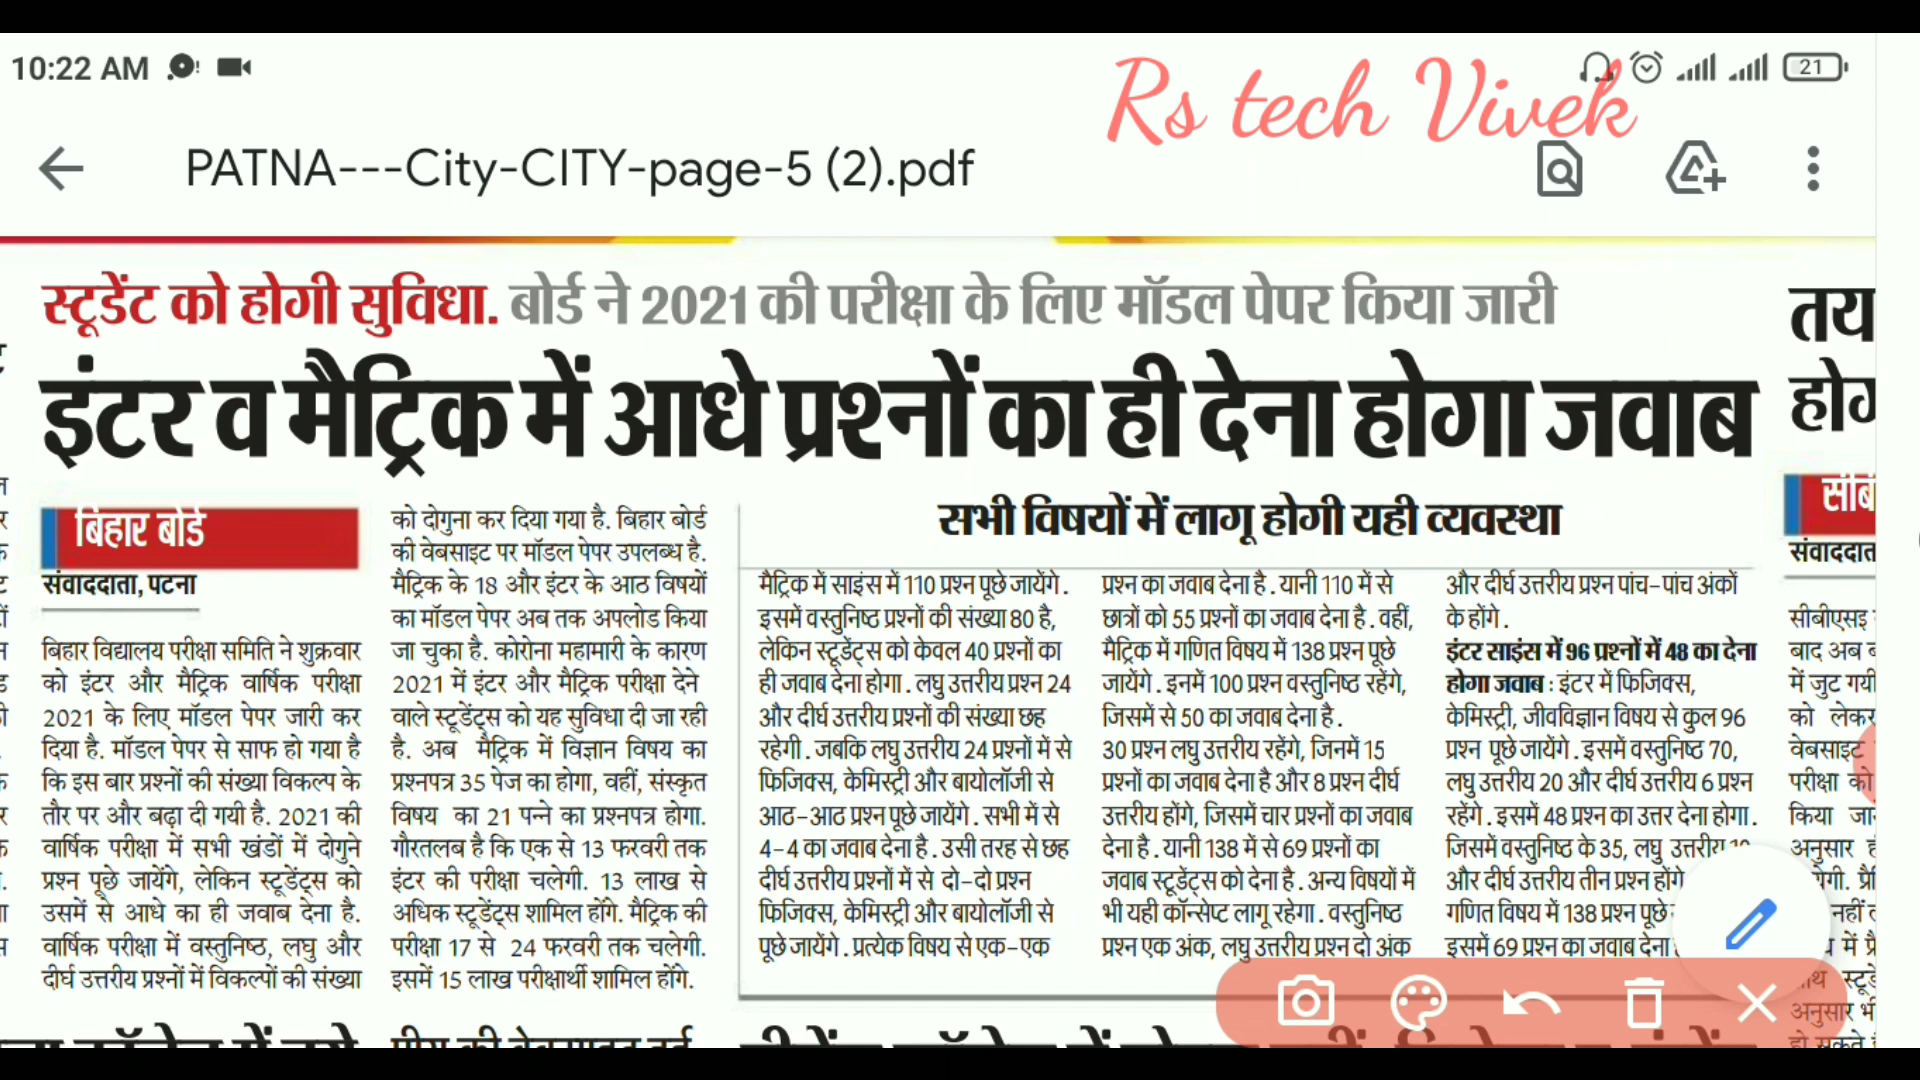 10:22 AM
21
Rs tech Vivek
PATNA---City-CITY-page-5 (2).pdf
स्टूडेंट को होगी सुविधा. बोर्ड ने 2021 की परीक्षा के लिए मॉडल पेपर किया जारी
इंटर व मैट्रिक में आधे प्रश्नों का ही देना होगा जवाब
बिहार बोर्ड
संवाददाता, पटना
बिहार विद्यालय परीक्षा समिति ने शुक्रवार
को इंटर और मैट्रिक वार्षिक परीक्षा
2021 के लिए मॉडल पेपर जारी कर
दिया है. मॉडल पेपर से साफ हो गया है
कि इस बार प्रश्नों की संख्या विकल्प के
तौर पर और बढ़ा दी गयी है. 2021 की
वार्षिक परीक्षा में सभी खंडों में दोगुने
प्रश्न पूछे जायेंगे, लेकिन स्टूडेंट्स को
उसमें से आधे का ही जवाब देना है.
वार्षिक परीक्षा में वस्तुनिष्ठ, लघु और
दीर्घ उत्तरीय प्रश्नों में विकल्पों की संख्या
को दोगुना कर दिया गया है. बिहार बोर्ड
की वेबसाइट पर मॉडल पेपर उपलब्ध है.
मैट्रिक के 18 और इंटर के आठ विषयों
का मॉडल पेपर अब तक अपलोड किया
जा चुका है. कोरोना महामारी के कारण
2021 में इंटर और मैट्रिक परीक्षा देने
वाले स्टूडेंट्स को यह सुविधा दी जा रही
है. अब मैट्रिक में विज्ञान विषय का
प्रश्नपत्र 35 पेज का होगा, वहीं, संस्कृत
विषय का 21 पन्ने का प्रश्नपत्र होगा.
गौरतलब है कि एक से 13 फरवरी तक
इंटर की परीक्षा चलेगी. 13 लाख से
अधिक स्टूडेंट्स शामिल होंगे. मैट्रिक की
परीक्षा 17 से 24 फरवरी तक चलेगी.
इसमें 15 लाख परीक्षार्थी शामिल होंगे.
सभी विषयों में लागू होगी यही व्यवस्था
मैट्रिक में साइंस में 110 प्रश्न पूछे जायेंगे.
इसमें वस्तुनिष्ठ प्रश्नों की संख्या 80 है,
लेकिन स्टूडेंट्स को केवल 40 प्रश्नों का
ही जवाब देना होगा. लघु उत्तरीय प्रश्न 24
और दीर्घ उत्तरीय प्रश्नों की संख्या छह
रहेगी. जबकि लघु उत्तरीय 24 प्रश्नों में से
फिजिक्स, केमिस्ट्री और बायोलॉजी से
आठ-आठ प्रश्न पूछे जायेंगे. सभी में से
4-4 का जवाब देना है. उसी तरह से छह
दीर्घ उत्तरीय प्रश्नों में से दो-दो प्रश्न
फिजिक्स, केमिस्ट्री और बायोलॉजी से
पूछे जायेंगे. प्रत्येक विषय से एक-एक
प्रश्न का जवाब देना है. यानी 110 में से
छात्रों को 55 प्रश्नों का जवाब देना है. वहीं,
मैट्रिक में गणित विषय में 138 प्रश्न पूछे
जायेंगे. इनमें 100 प्रश्न वस्तुनिष्ठ रहेंगे,
जिसमें से 50 का जवाब देना है.
30 प्रश्न लघु उत्तरीय रहेंगे, जिनमें 15
प्रश्नों का जवाब देना है और 8 प्रश्न दीर्घ
उत्तरीय होंगे, जिसमें चार प्रश्नों का जवाब
देना है. यानी 138 में से 69 प्रश्नों का
जवाब स्टूडेंट्स को देना है. अन्य विषयों में
भी यही कॉन्सेप्ट लागू रहेगा. वस्तुनिष्ठ
प्रश्न एक अंक, लघु उत्तरीय प्रश्न दो अंक
और दीर्घ उत्तरीय प्रश्न पांच-पांच अंकों
के होंगे.
इंटर साइंस में 96 प्रश्नों में 48 का देना
होगा जवाब : इंटर में फिजिक्स,
केमिस्ट्री, जीवविज्ञान विषय से कुल 96
प्रश्न पूछे जायेंगे. इसमें वस्तुनिष्ठ 70,
लघु उत्तरीय 20 और दीर्घ उत्तरीय 6 प्रश्न
रहेंगे. इसमें 48 प्रश्न का उत्तर देना होगा.
जिसमें वस्तुनिष्ठ के 35, लघु उत्तरीय
और दीर्घ उत्तरीय तीन प्रश्न होंगे
गणित विषय में 138 प्रश्न पूछे
इसमें 69 प्रश्न का जवाब देना
संवाददात
सीबीएसइ
बाद अब
में जुट गयी
को लेकर
वेबसाइट
परीक्षा को
किया
अनुसार
नहीं
में
अनुसार भी